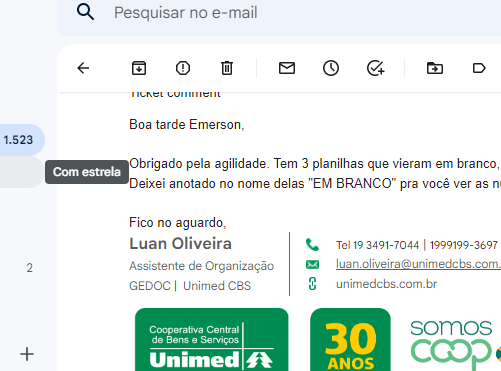 Pesquisar no e-mail
Ticket comment
Boa tarde Emerson,
1.523
Com estrela
Obrigado pela agilidade. Tem 3 planilhas que vieram em branco,
Deixei anotado no nome delas "EM BRANCO" pra você ver as
Fico no aguardo,
Luan Oliveira
Assistente de Organização
GEDOC | Unimed CBS
Tel 19 3491-7044 | 1999199-3697
luan.oliveira@unimedcbs.com.
unimedcbs.com.br
2
Cooperativa Central
de Bens e Serviços
Unimed
30
ANOS
somos
coop